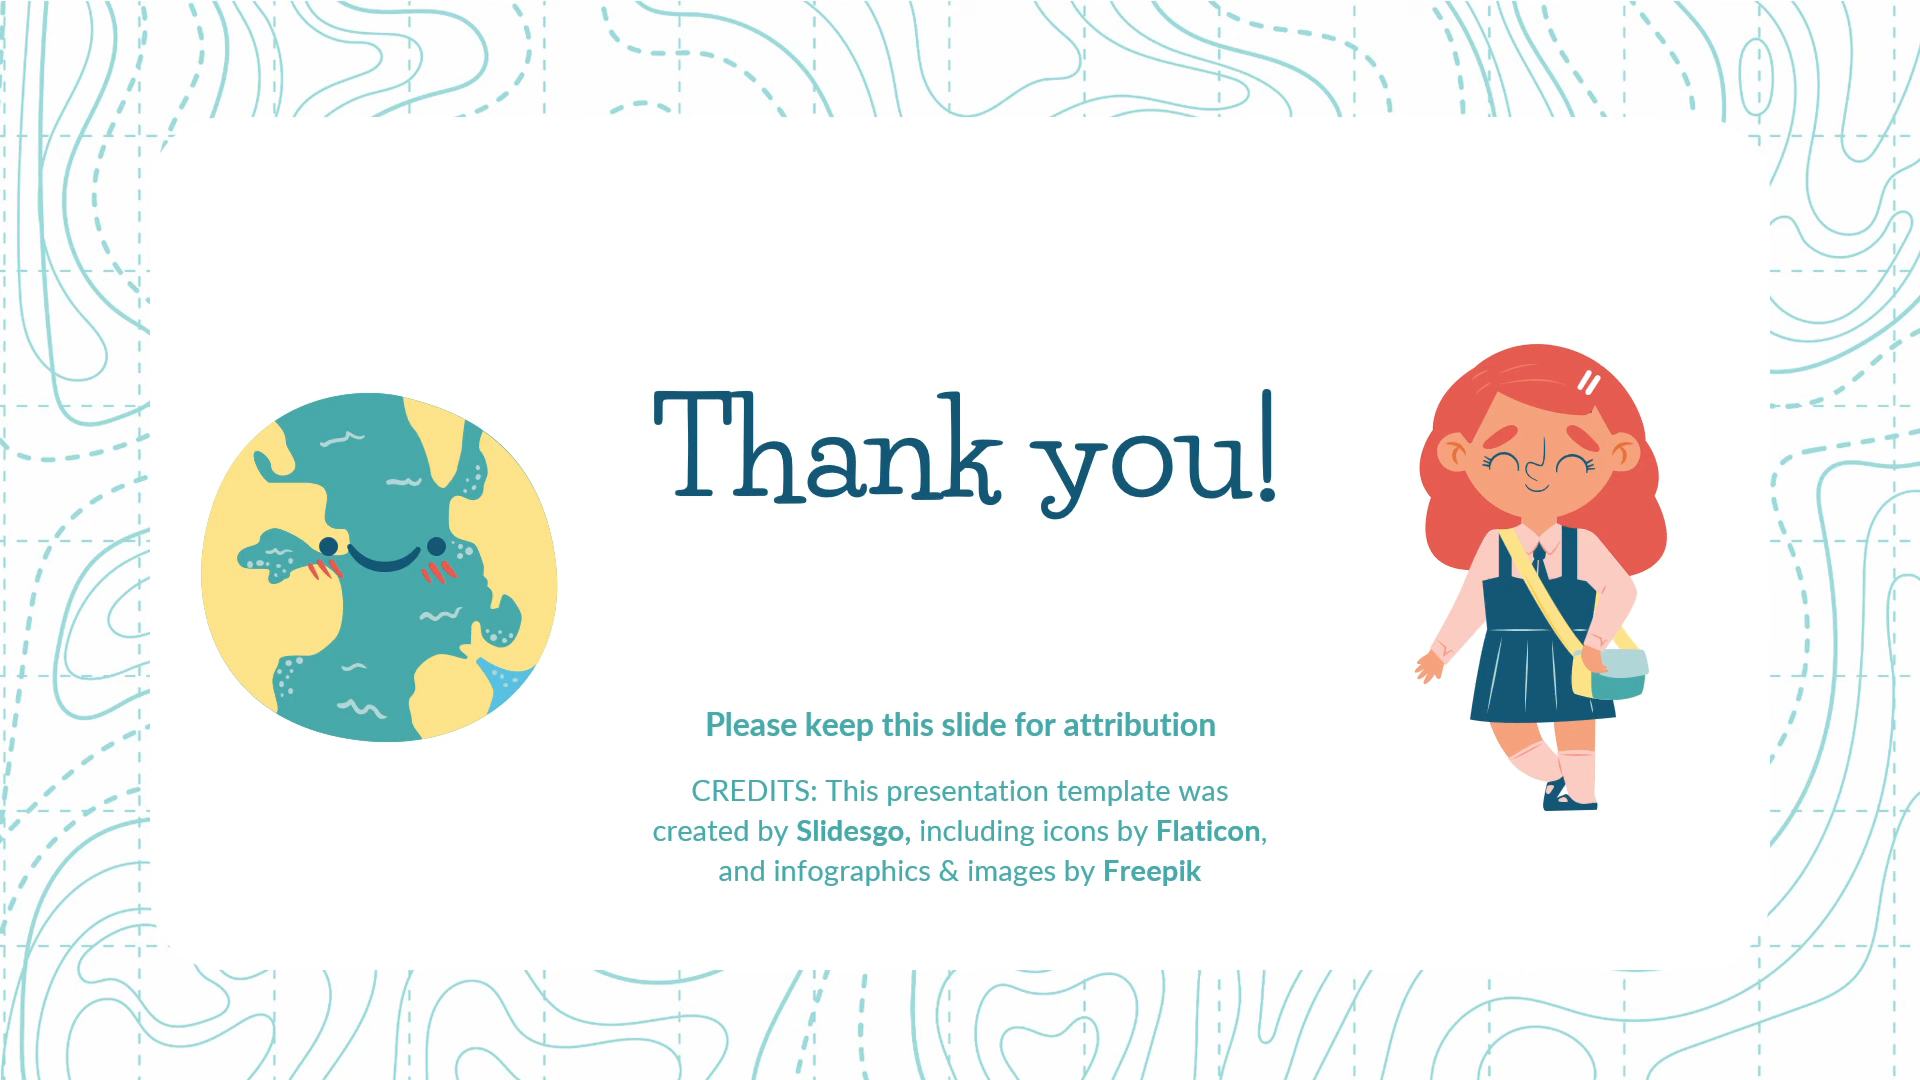 Thank you!
Please keep this slide for attribution
CREDITS: This presentation template was
created by Slidesgo, including icons by Flaticon,
and infographics & images by Freepik